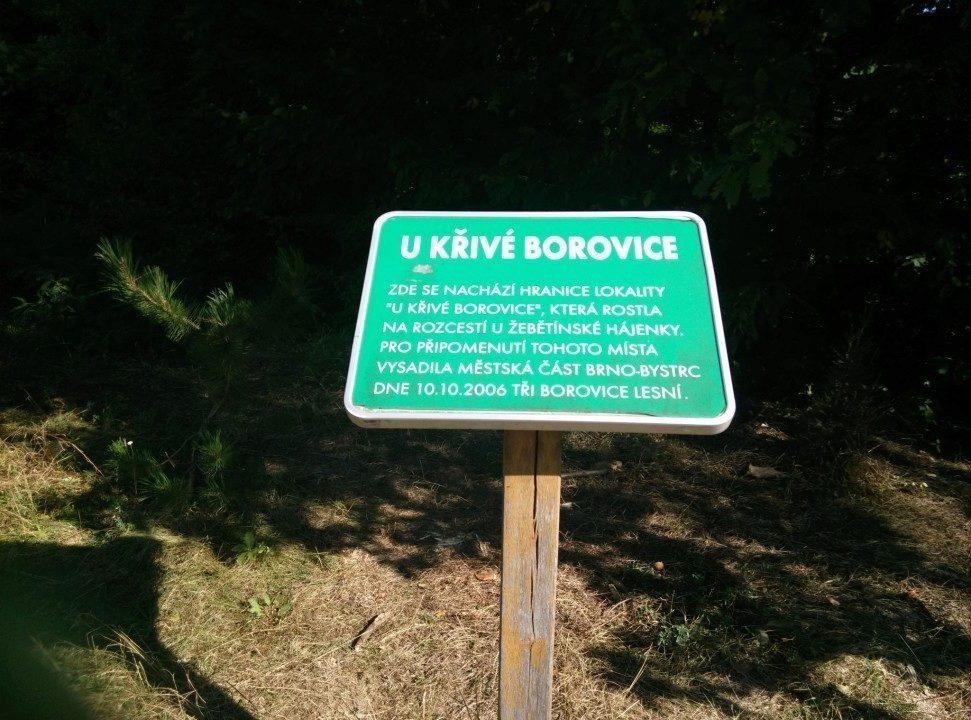 U KŘIVÉ BOROVICE
ZDE SE NACHÁZÍ HRANICE LOKALITY
"U KŘIVÉ BOROVICE", KTERÁ ROSTLA
NA ROZCESTÍ U ŽEBĚTÍNSKÉ HÁJENKY.
PRO PŘIPOMENUTÍ TOHOTO MÍSTA
VYSADILA MĚSTSKÁ ČÁST BRNO-BYSTRC
DNE 10.10.2006 TŘI BOROVICE LESNÍ.